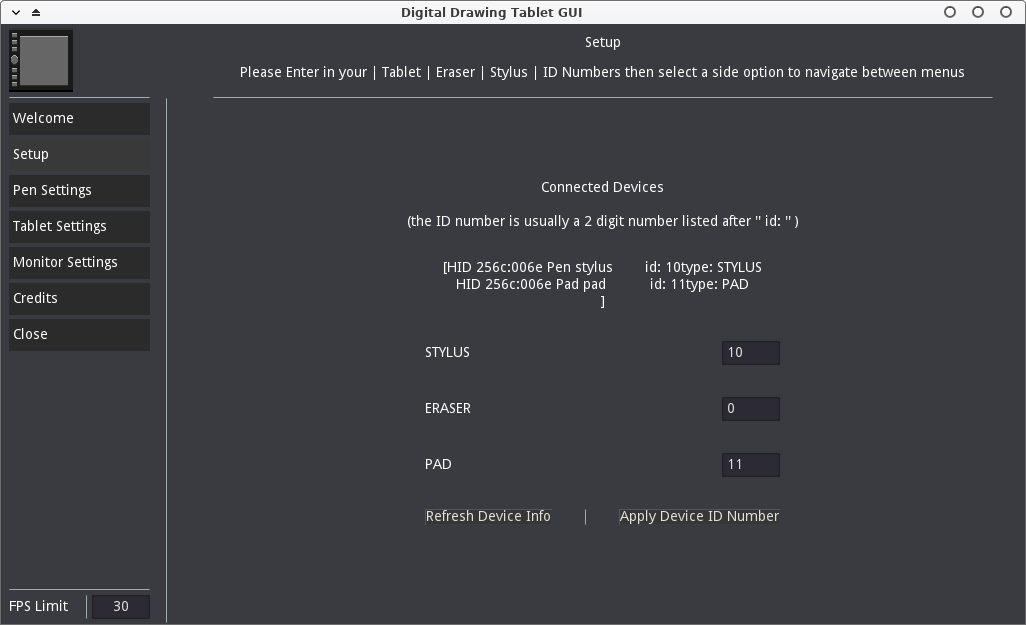 Digital Drawing Tablet GUI
Setup
Please Enter in your | Tablet | Eraser | Stylus | ID Numbers then select a side option to navigate between menus
Welcome
Setup
Pen Settings
Tablet Settings
Monitor Settings
Credits
Close
Connected Devices
(the ID number is usually a 2 digit number listed after " id: " )
[HID 256c:006e Pen stylus id: 10type: STYLUS
HID 256c:006e Pad pad id: 11type: PAD
]
STYLUS 10
ERASER 0
PAD 11
Refresh Device Info | Apply Device ID Number
FPS Limit | 30